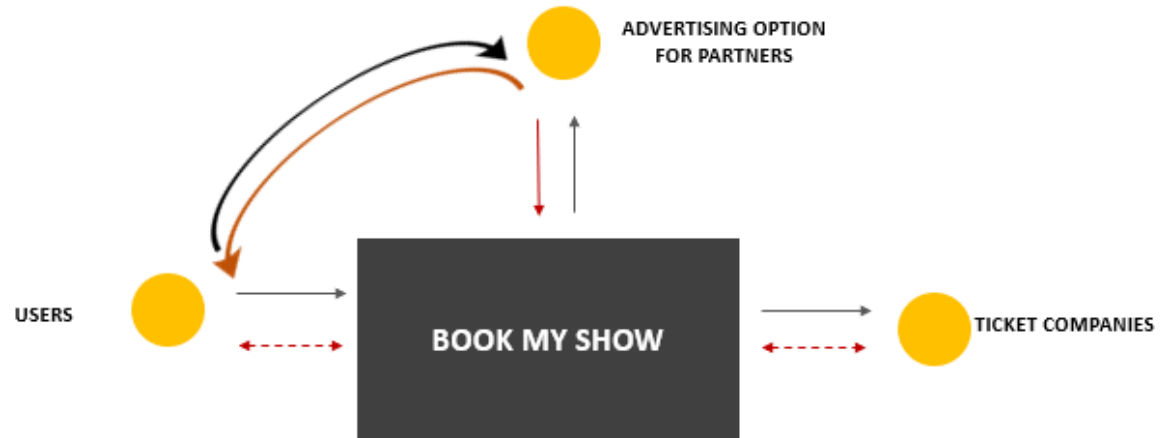 ADVERTISING OPTION
FOR PARTNERS
USERS
BOOK MY SHOW
TICKET COMPANIES